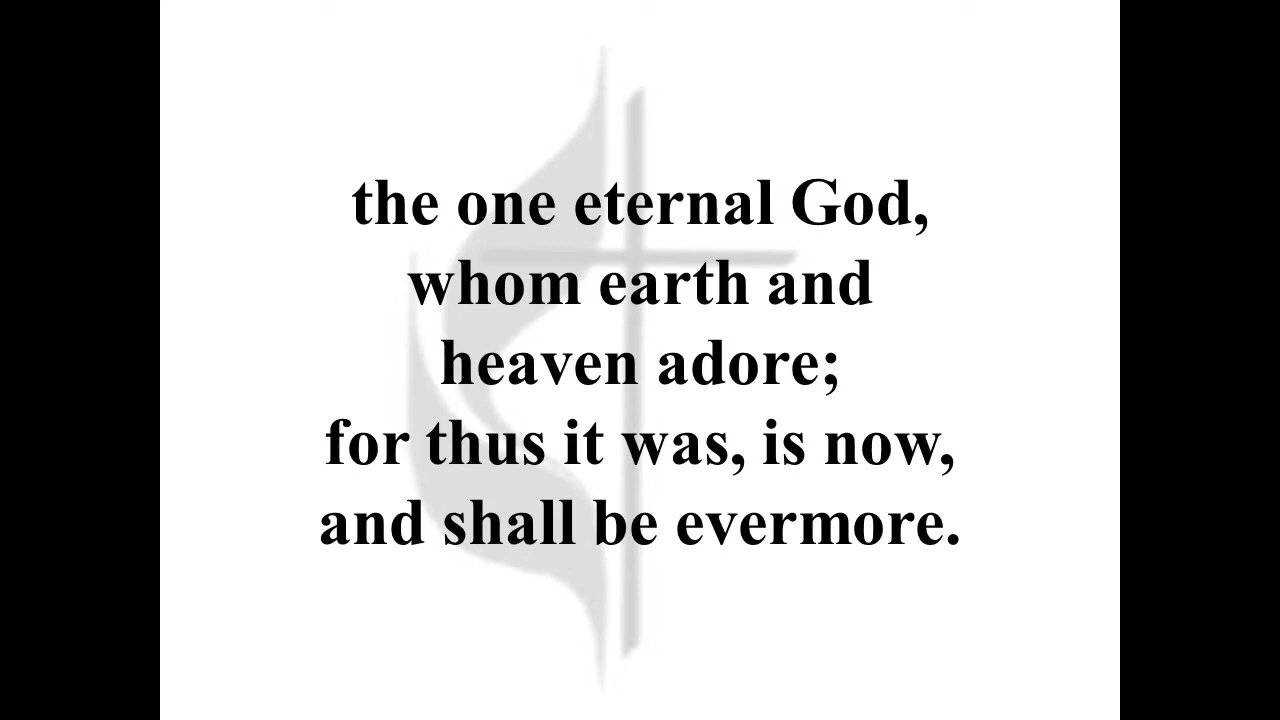 the one eternal God,
whom earth and
heaven adore;
for thus it was, is now,
and shall be evermore.